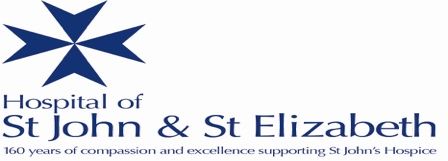 Hospital of
St John & St Elizabeth
160 years of compassion and excellence supporting St John's Hospice